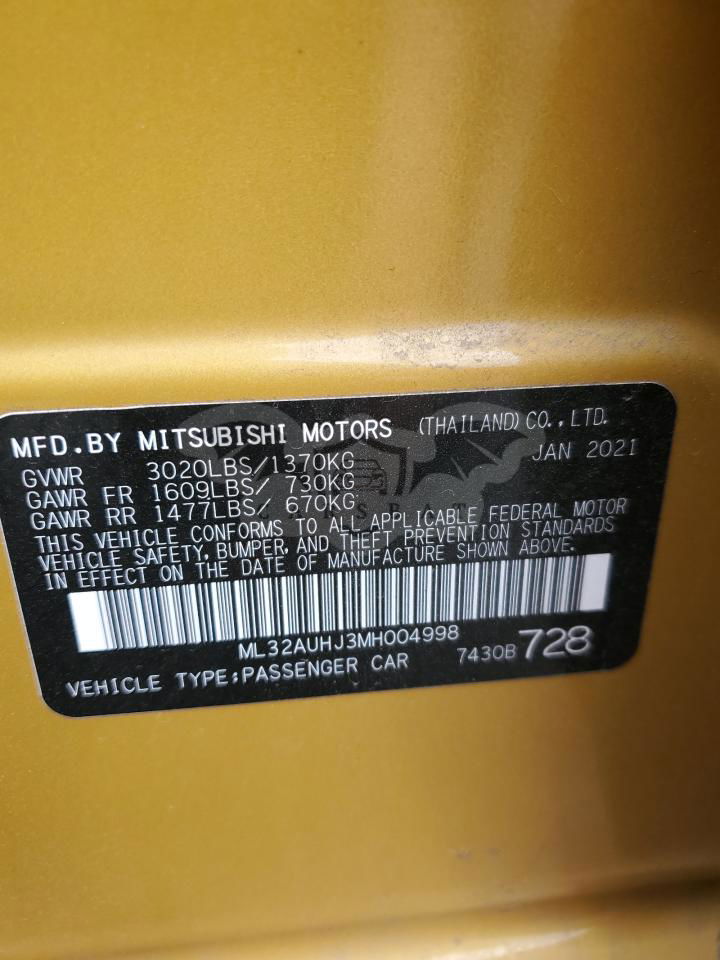 MFD.BY MITSUBISHI MOTORS (THAILAND) CO., LTD.
GVWR 3020LBS/1370KG JAN 2021
GAWR FR 1609LBS/ 730KG
GAWR RR 1477LBS/ 670KG
THIS VEHICLE CONFORMS TO ALL APPLICABLE FEDERAL MOTOR
VEHICLE SAFETY, BUMPER, AND THEFT PREVENTION STANDARDS
IN EFFECT ON THE DATE OF MANUFACTURE SHOWN ABOVE.
ML32AUHJ3MH004998
VEHICLE TYPE:PASSENGER CAR 7430B 728